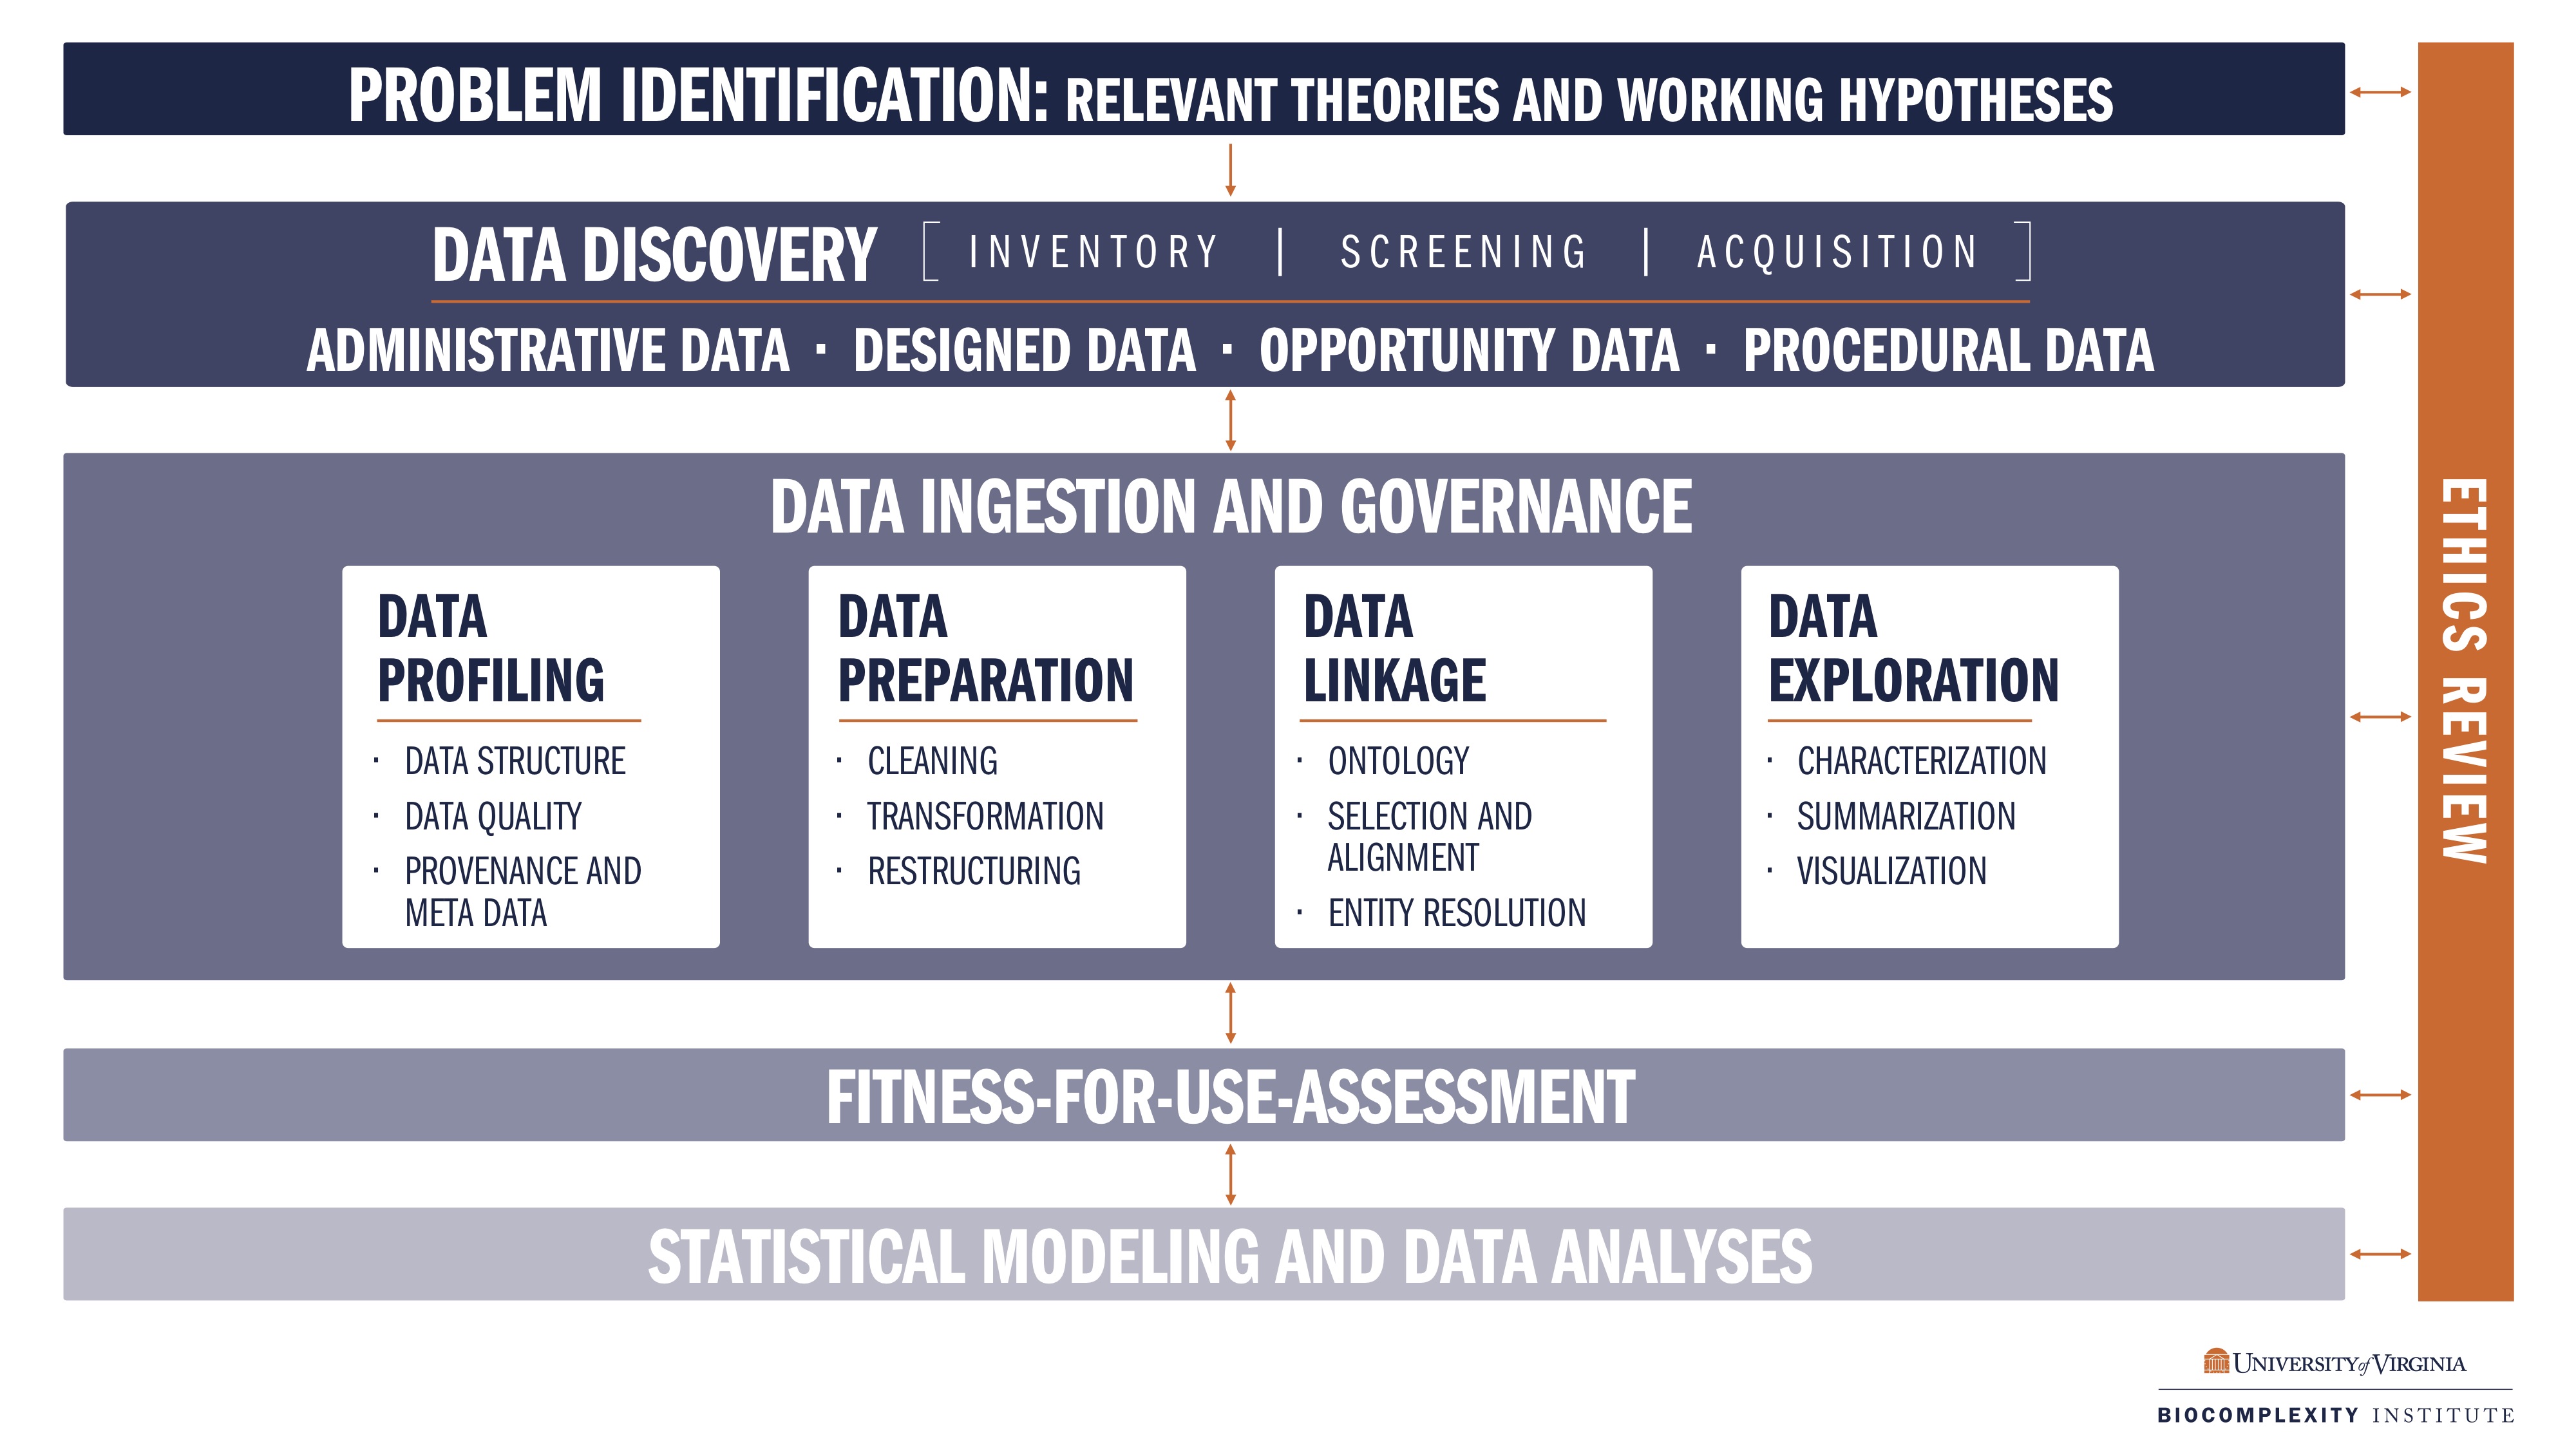 PROBLEM IDENTIFICATION: RELEVANT THEORIES AND WORKING HYPOTHESES
DATA DISCOVERY [ INVENTORY | SCREENING | ACQUISITION ]
ADMINISTRATIVE DATA · DESIGNED DATA · OPPORTUNITY DATA · PROCEDURAL DATA
DATA INGESTION AND GOVERNANCE
DATA
PROFILING
· DATA STRUCTURE
· DATA QUALITY
· PROVENANCE AND
META DATA
DATA
PREPARATION
· CLEANING
· TRANSFORMATION
· RESTRUCTURING
DATA
LINKAGE
· ONTOLOGY
· SELECTION AND
ALIGNMENT
· ENTITY RESOLUTION
DATA
EXPLORATION
· CHARACTERIZATION
· SUMMARIZATION
· VISUALIZATION
FITNESS-FOR-USE-ASSESSMENT
STATISTICAL MODELING AND DATA ANALYSES
ETHICS REVIEW
UNIVERSITY of VIRGINIA
BIOCOMPLEXITY INSTITUTE